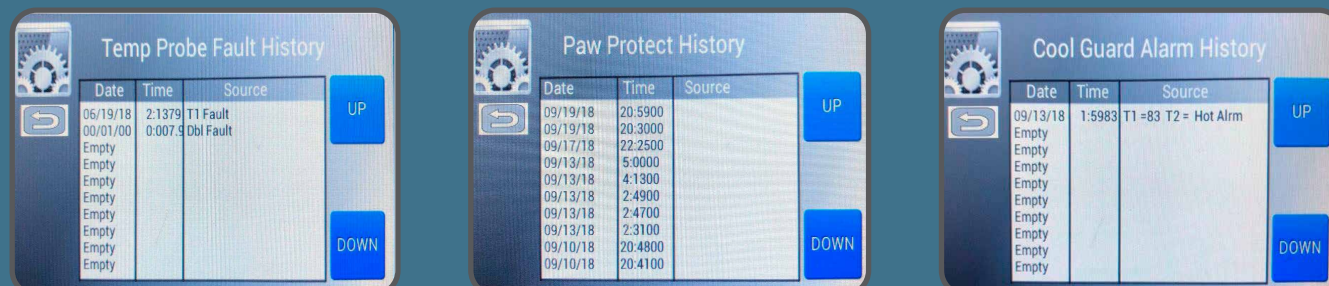 Temp Probe Fault History
Date Time Source
06/19/18 2:1379 T1 Fault
00/01/00 0:007.9 Dbl Fault
Empty
Empty
Empty
Empty
Empty
Empty
Empty
Empty
UP
DOWN
Paw Protect History
Date Time Source
09/19/18 20:5900
09/19/18 20:3000
09/17/18 22:2500
09/13/18 5:0000
09/13/18 4:1300
09/13/18 2:4900
09/13/18 2:4700
09/13/18 2:3100
09/10/18 20:4800
09/10/18 20:4100
UP
DOWN
Cool Guard Alarm History
Date Time Source
09/13/18 1:5983 T1 =83 T2 = Hot Alrm
Empty
Empty
Empty
Empty
Empty
Empty
Empty
Empty
Empty
UP
DOWN